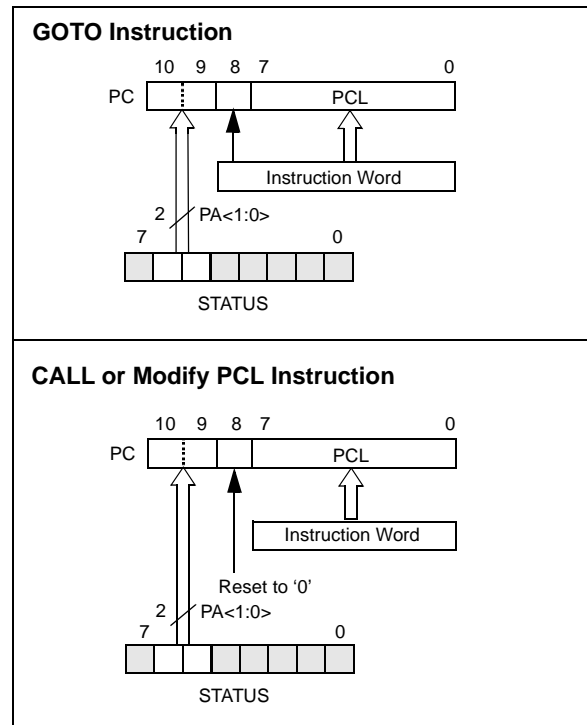 GOTO Instruction
10 9 8 7 0
PC PCL
Instruction Word
2 PA<1:0>
7 0
STATUS
CALL or Modify PCL Instruction
10 9 8 7 0
PC PCL
Instruction Word
Reset to ‘0’
2 PA<1:0>
7 0
STATUS